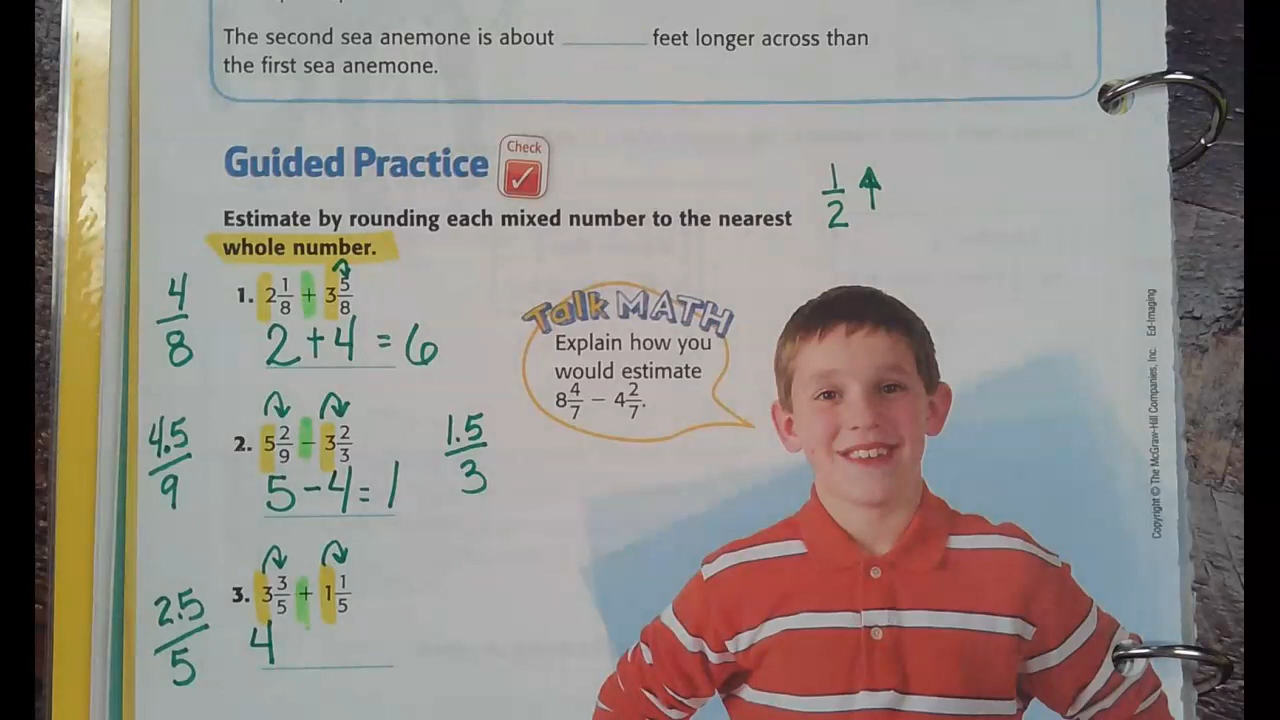 The second sea anemone is about ______ feet longer across than
the first sea anemone.
Guided Practice
Check
1/2 ↑
Estimate by rounding each mixed number to the nearest
whole number.
4/8
1. 2 1/8 + 3 5/8
2 + 4 = 6
Talk MATH
Explain how you
would estimate
8 4/7 − 4 2/7.
4.5/9
2. 5 2/9 − 3 2/3
5 − 4 = 1
1.5/3
2.5/5
3. 3 3/5 + 1 1/5
4
Copyright © The McGraw-Hill Companies, Inc. Ed-Imaging